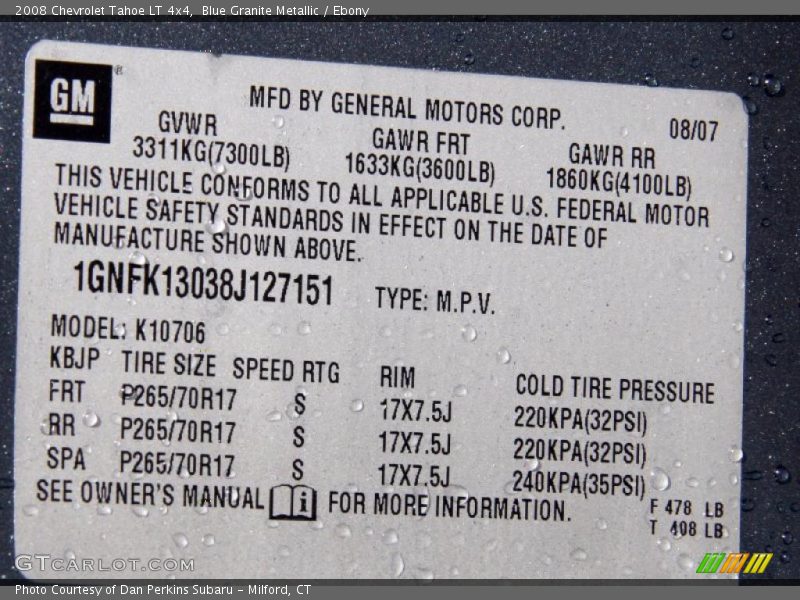 2008 Chevrolet Tahoe LT 4x4, Blue Granite Metallic / Ebony
GM ®
MFD BY GENERAL MOTORS CORP.
08/07
GVWR GAWR FRT GAWR RR
3311KG(7300LB) 1633KG(3600LB) 1860KG(4100LB)
THIS VEHICLE CONFORMS TO ALL APPLICABLE U.S. FEDERAL MOTOR
VEHICLE SAFETY STANDARDS IN EFFECT ON THE DATE OF
MANUFACTURE SHOWN ABOVE.
1GNFK13038J127151 TYPE: M.P.V.
MODEL: K10706
KBJP TIRE SIZE SPEED RTG RIM COLD TIRE PRESSURE
FRT P265/70R17 S 17X7.5J 220KPA(32PSI)
RR P265/70R17 S 17X7.5J 220KPA(32PSI)
SPA P265/70R17 S 17X7.5J 240KPA(35PSI)
SEE OWNER'S MANUAL i FOR MORE INFORMATION.
F 478 LB
T 408 LB
GTCARLOT.COM
Photo Courtesy of Dan Perkins Subaru - Milford, CT